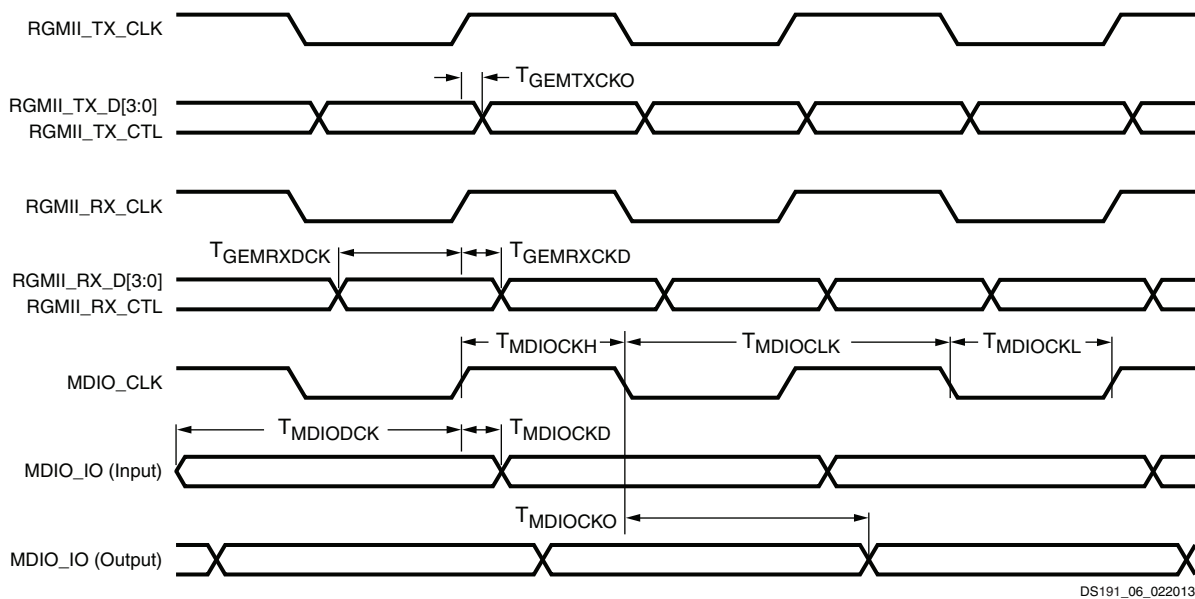 RGMII_TX_CLK
TGEMTXCKO
RGMII_TX_D[3:0]
RGMII_TX_CTL
RGMII_RX_CLK
TGEMRXDCK
TGEMRXCKD
RGMII_RX_D[3:0]
RGMII_RX_CTL
TMDIOCKH
TMDIOCLK
TMDIOCKL
MDIO_CLK
TMDIODCK
TMDIOCKD
MDIO_IO (Input)
TMDIOCKO
MDIO_IO (Output)
DS191_06_022013